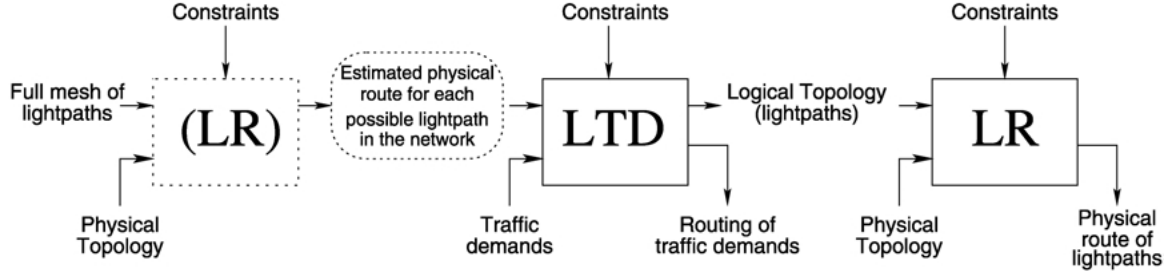 Constraints
Constraints
Constraints
Full mesh of
lightpaths
(LR)
Estimated physical
route for each
possible lightpath
in the network
LTD
Logical Topology
(lightpaths)
LR
Physical
Topology
Traffic
demands
Routing of
traffic demands
Physical
Topology
Physical
route of
lightpaths